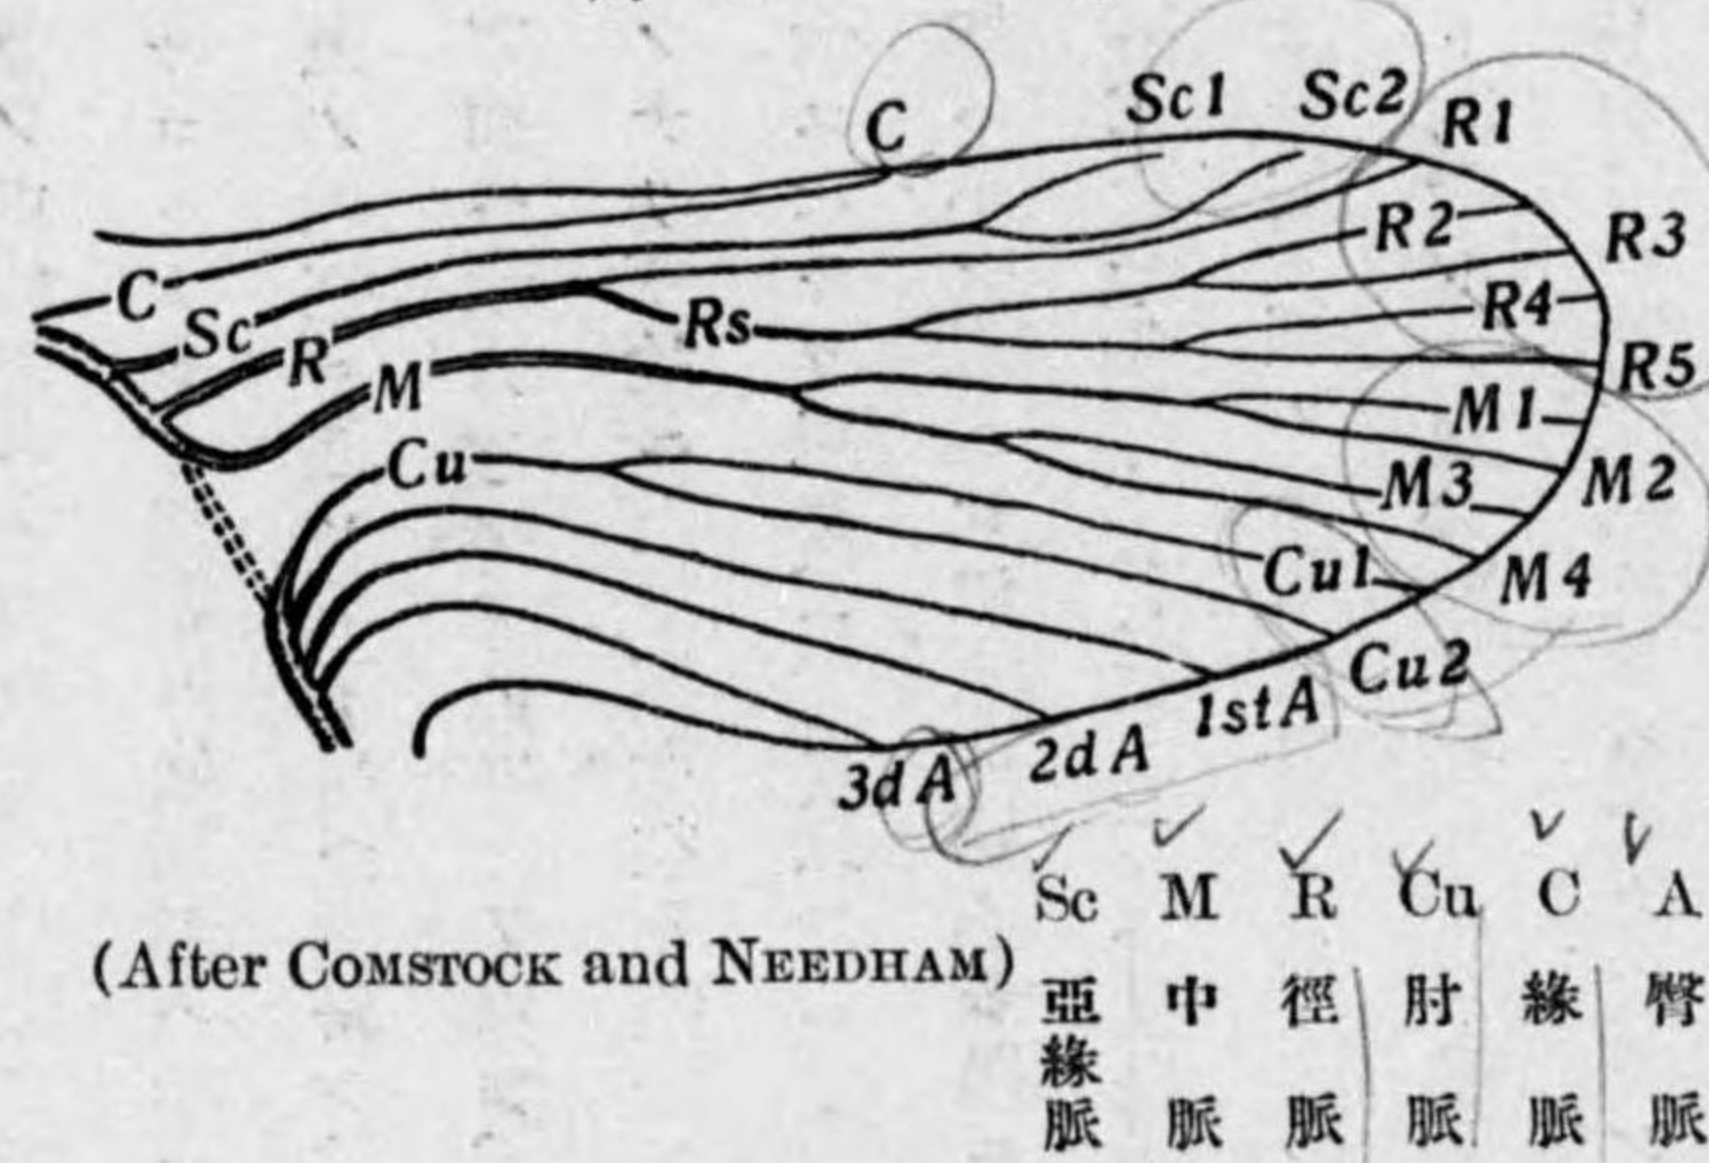 C Sc1 Sc2 R1
R2 R3
C Sc R M Rs R4
R5
M1
Cu M3 M2
Cu1 M4
Cu2
1st A
2d A
3d A
Sc M R Cu C A
(After COMSTOCK and NEEDHAM)
亞緣脈
中脈
徑脈
肘脈
緣脈
臀脈